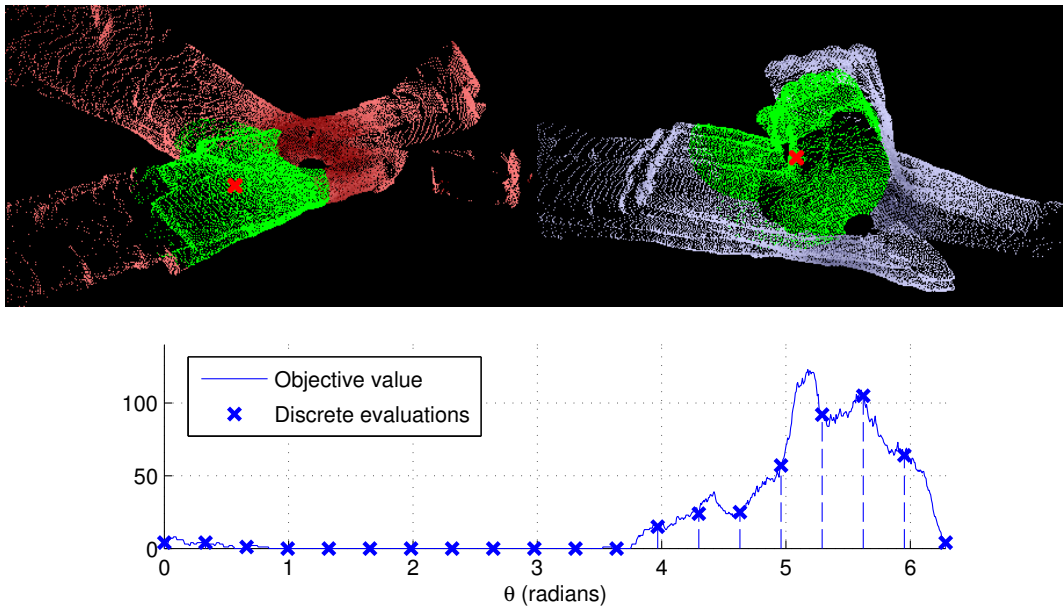 Objective value
Discrete evaluations
100
50
0
0 1 2 3 4 5 6
θ (radians)